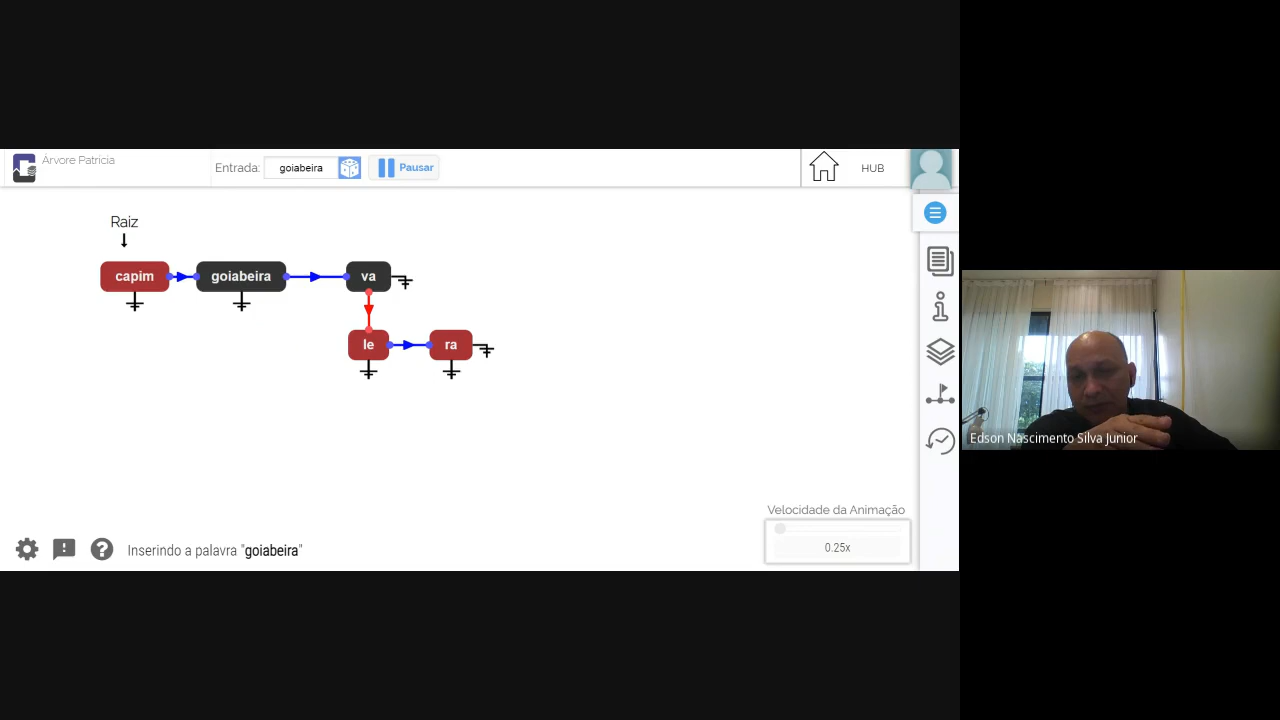 Árvore Patricia
Entrada: goiabeira Pausar
HUB
Raiz
capim goiabeira va
le ra
Edson Nascimento Silva Junior
Velocidade da Animação
0.25x
Inserindo a palavra "goiabeira"